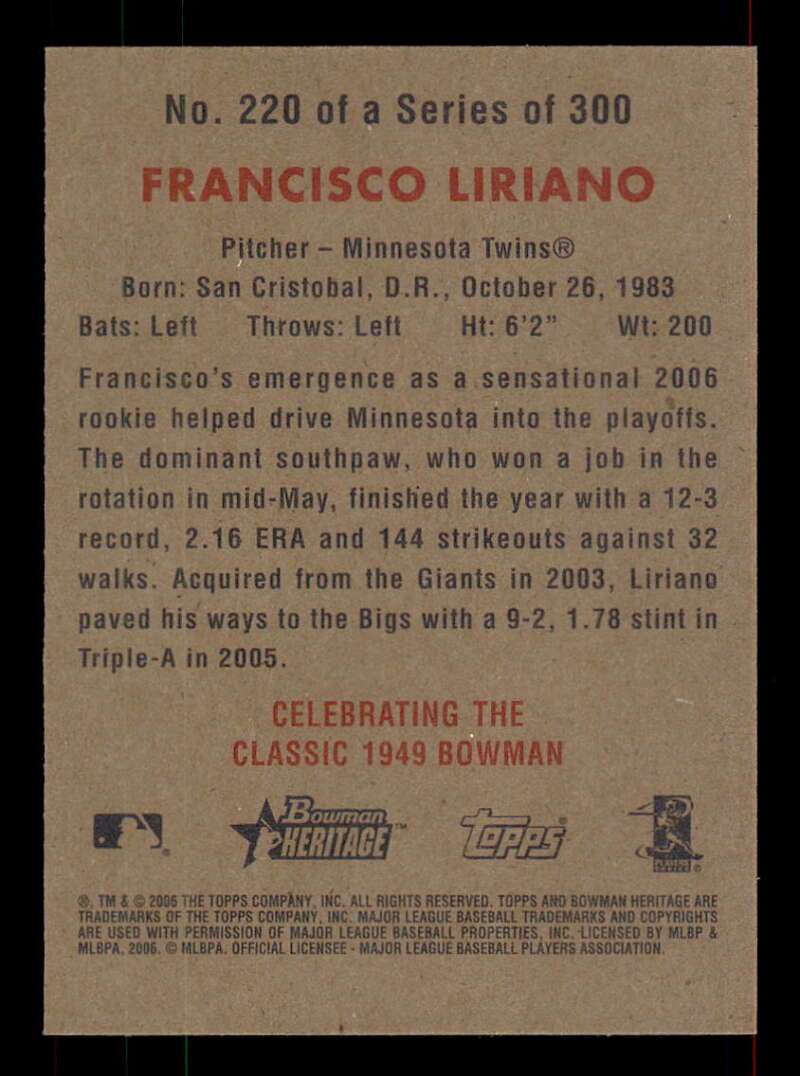 No. 220 of a Series of 300
FRANCISCO LIRIANO
Pitcher – Minnesota Twins®
Born: San Cristobal, D.R., October 26, 1983
Bats: Left Throws: Left Ht: 6'2" Wt: 200
Francisco's emergence as a sensational 2006
rookie helped drive Minnesota into the playoffs.
The dominant southpaw, who won a job in the
rotation in mid-May, finished the year with a 12-3
record, 2.16 ERA and 144 strikeouts against 32
walks. Acquired from the Giants in 2003, Liriano
paved his ways to the Bigs with a 9-2, 1.78 stint in
Triple-A in 2005.
CELEBRATING THE
CLASSIC 1949 BOWMAN
Bowman
HERITAGE™
TOPPS®
®, TM & © 2006 THE TOPPS COMPANY, INC. ALL RIGHTS RESERVED. TOPPS AND BOWMAN HERITAGE ARE
TRADEMARKS OF THE TOPPS COMPANY, INC. MAJOR LEAGUE BASEBALL TRADEMARKS AND COPYRIGHTS
ARE USED WITH PERMISSION OF MAJOR LEAGUE BASEBALL PROPERTIES, INC. LICENSED BY MLBP &
MLBPA, 2006. © MLBPA. OFFICIAL LICENSEE - MAJOR LEAGUE BASEBALL PLAYERS ASSOCIATION.